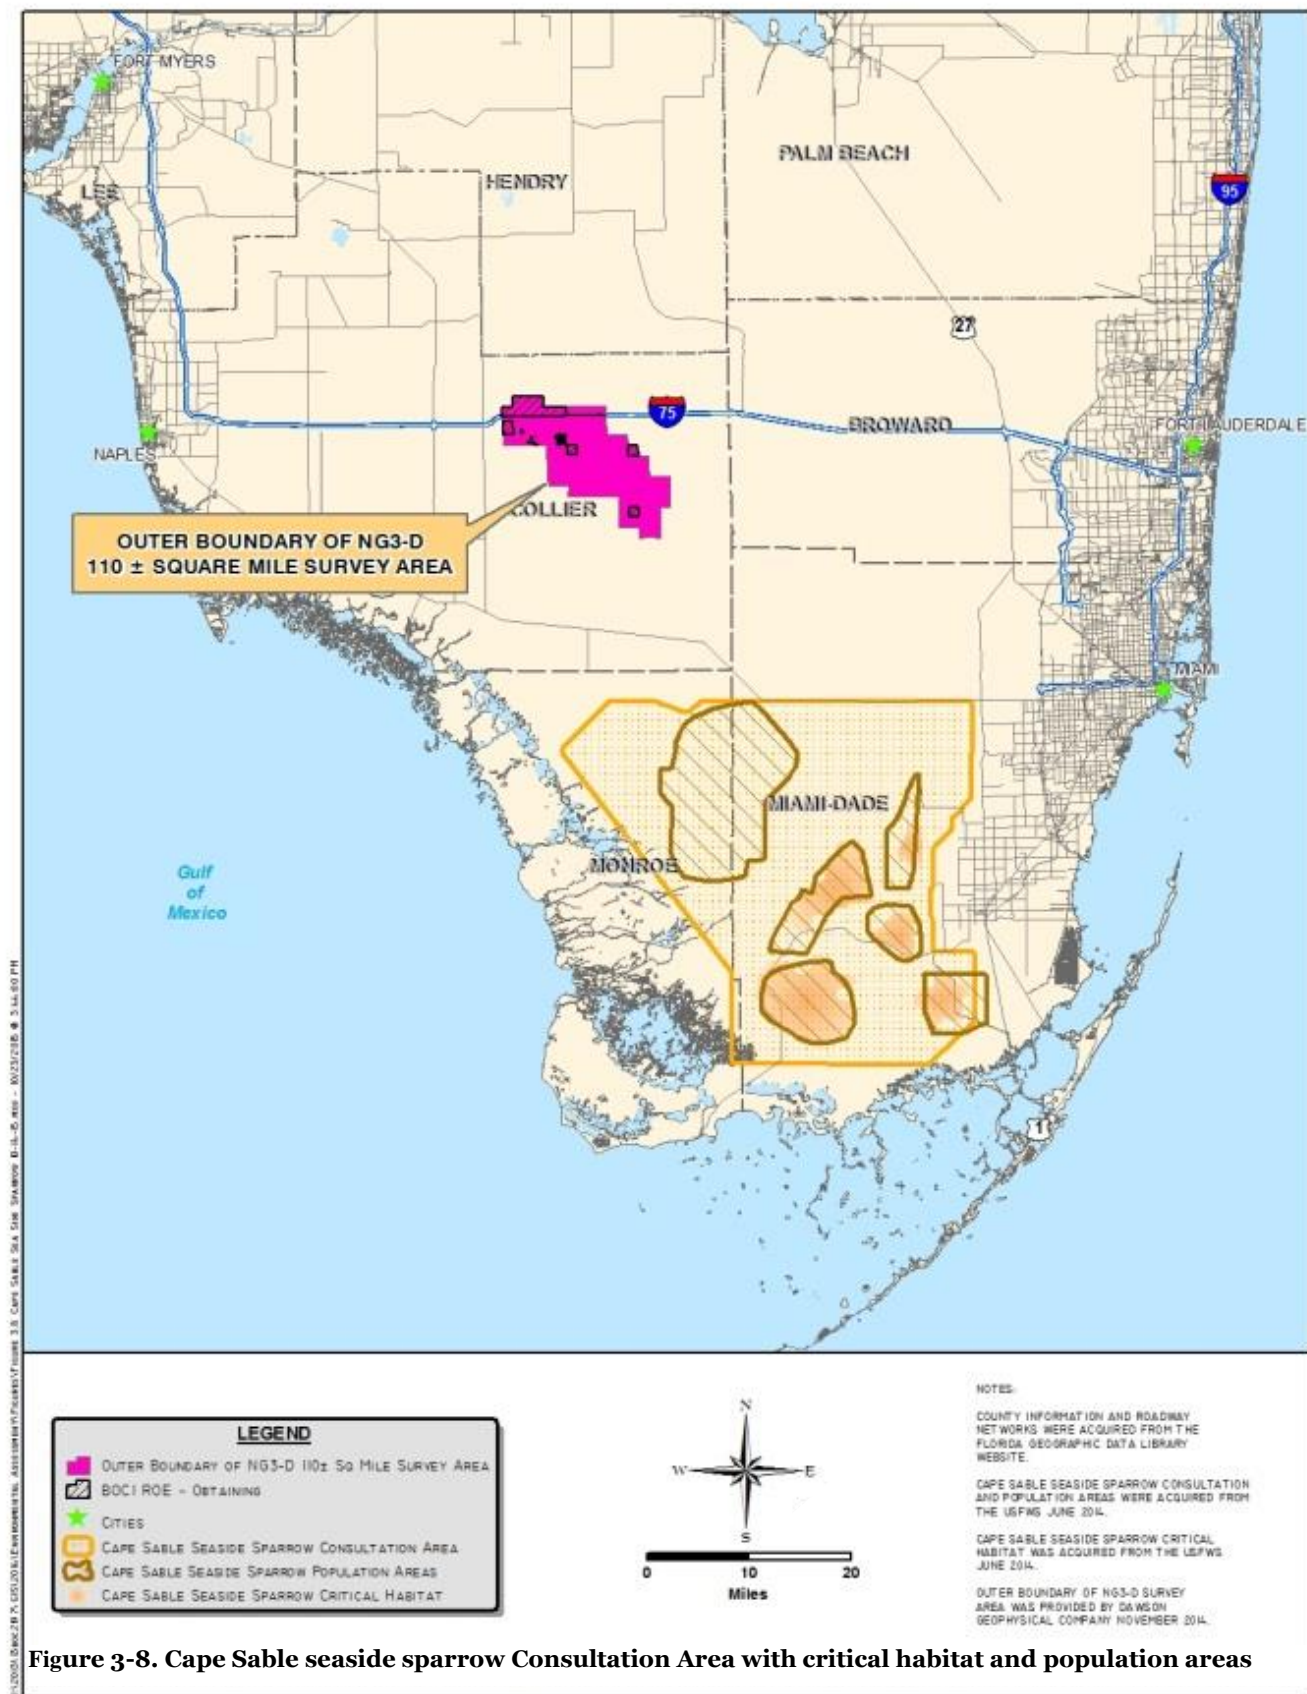 FORT MYERS
LEE
HENDRY
PALM BEACH
95
27
75
BROWARD
FORT LAUDERDALE
NAPLES
COLLIER
OUTER BOUNDARY OF NG3-D
110 ± SQUARE MILE SURVEY AREA
MIAMI
MIAMI-DADE
MONROE
Gulf
of
Mexico
1
LEGEND
OUTER BOUNDARY OF NG3-D 110± SQ MILE SURVEY AREA
BOCI ROE - OBTAINING
CITIES
CAPE SABLE SEASIDE SPARROW CONSULTATION AREA
CAPE SABLE SEASIDE SPARROW POPULATION AREAS
CAPE SABLE SEASIDE SPARROW CRITICAL HABITAT
N
W E
S
0 10 20
Miles
NOTES:
COUNTY INFORMATION AND ROADWAY
NETWORKS WERE ACQUIRED FROM THE
FLORIDA GEOGRAPHIC DATA LIBRARY
WEBSITE.
CAPE SABLE SEASIDE SPARROW CONSULTATION
AND POPULATION AREAS WERE ACQUIRED FROM
THE USFWS JUNE 2014.
CAPE SABLE SEASIDE SPARROW CRITICAL
HABITAT WAS ACQUIRED FROM THE USFWS
JUNE 2014.
OUTER BOUNDARY OF NG3-D SURVEY
AREA WAS PROVIDED BY DAWSON
GEOPHYSICAL COMPANY NOVEMBER 2014.
Figure 3-8. Cape Sable seaside sparrow Consultation Area with critical habitat and population areas